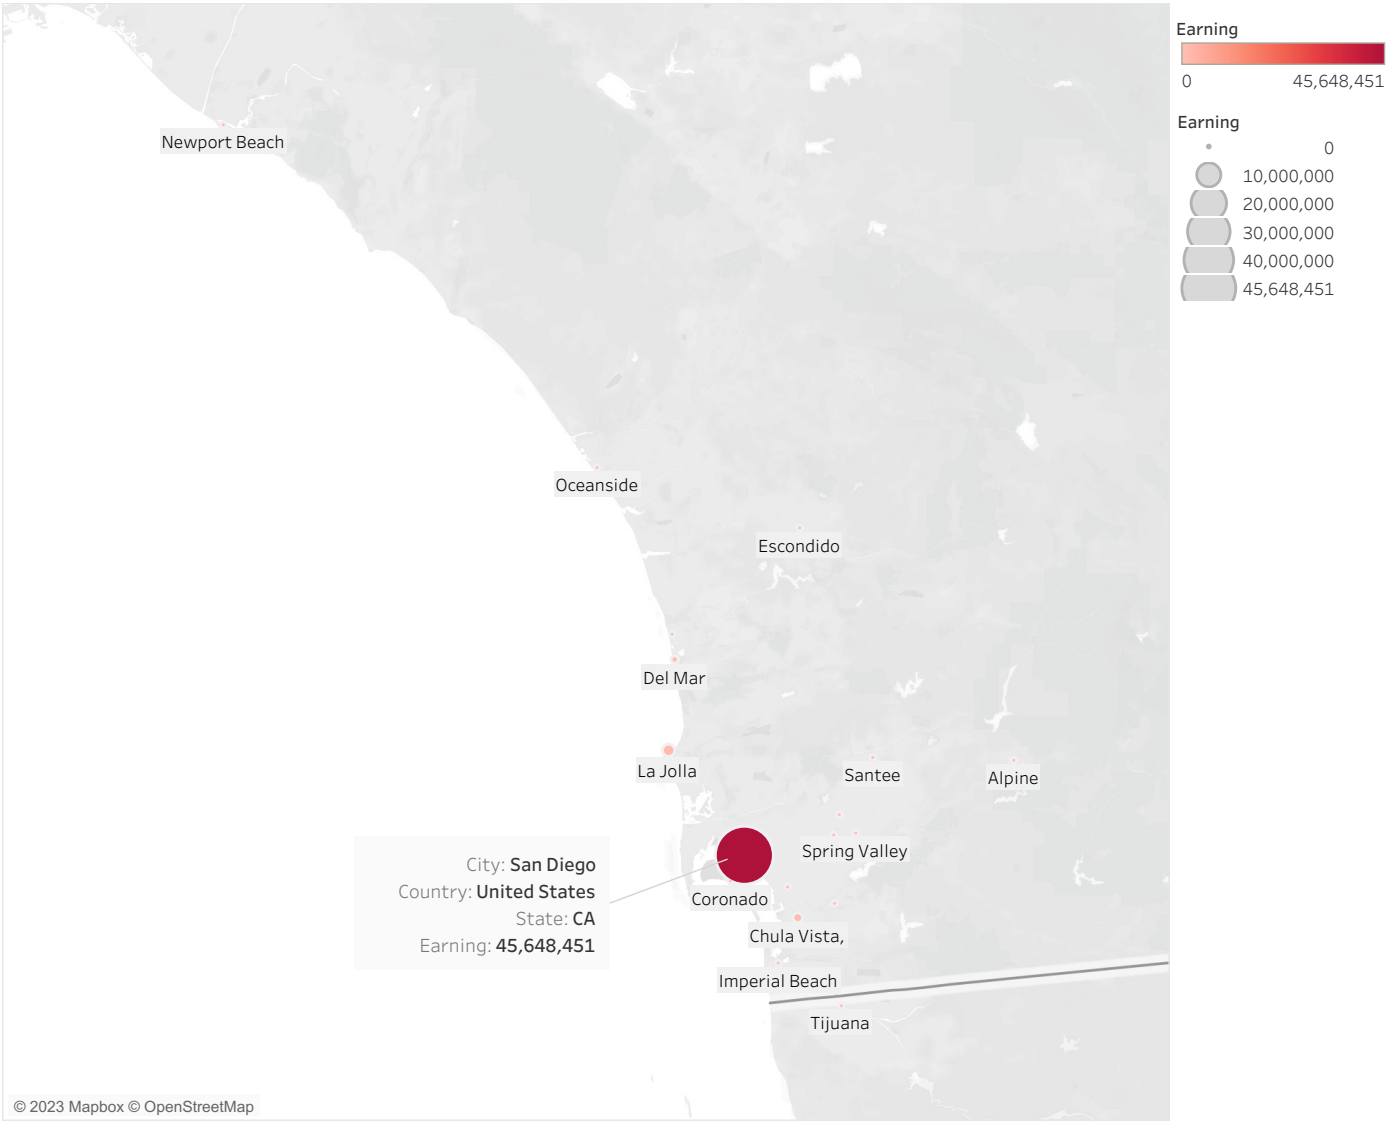 Earning
0 45,648,451
Earning
0
10,000,000
20,000,000
30,000,000
40,000,000
45,648,451
Newport Beach
Oceanside
Escondido
Del Mar
La Jolla
Santee
Alpine
Spring Valley
City: San Diego
Country: United States
State: CA
Earning: 45,648,451
Coronado
Chula Vista,
Imperial Beach
Tijuana
© 2023 Mapbox © OpenStreetMap